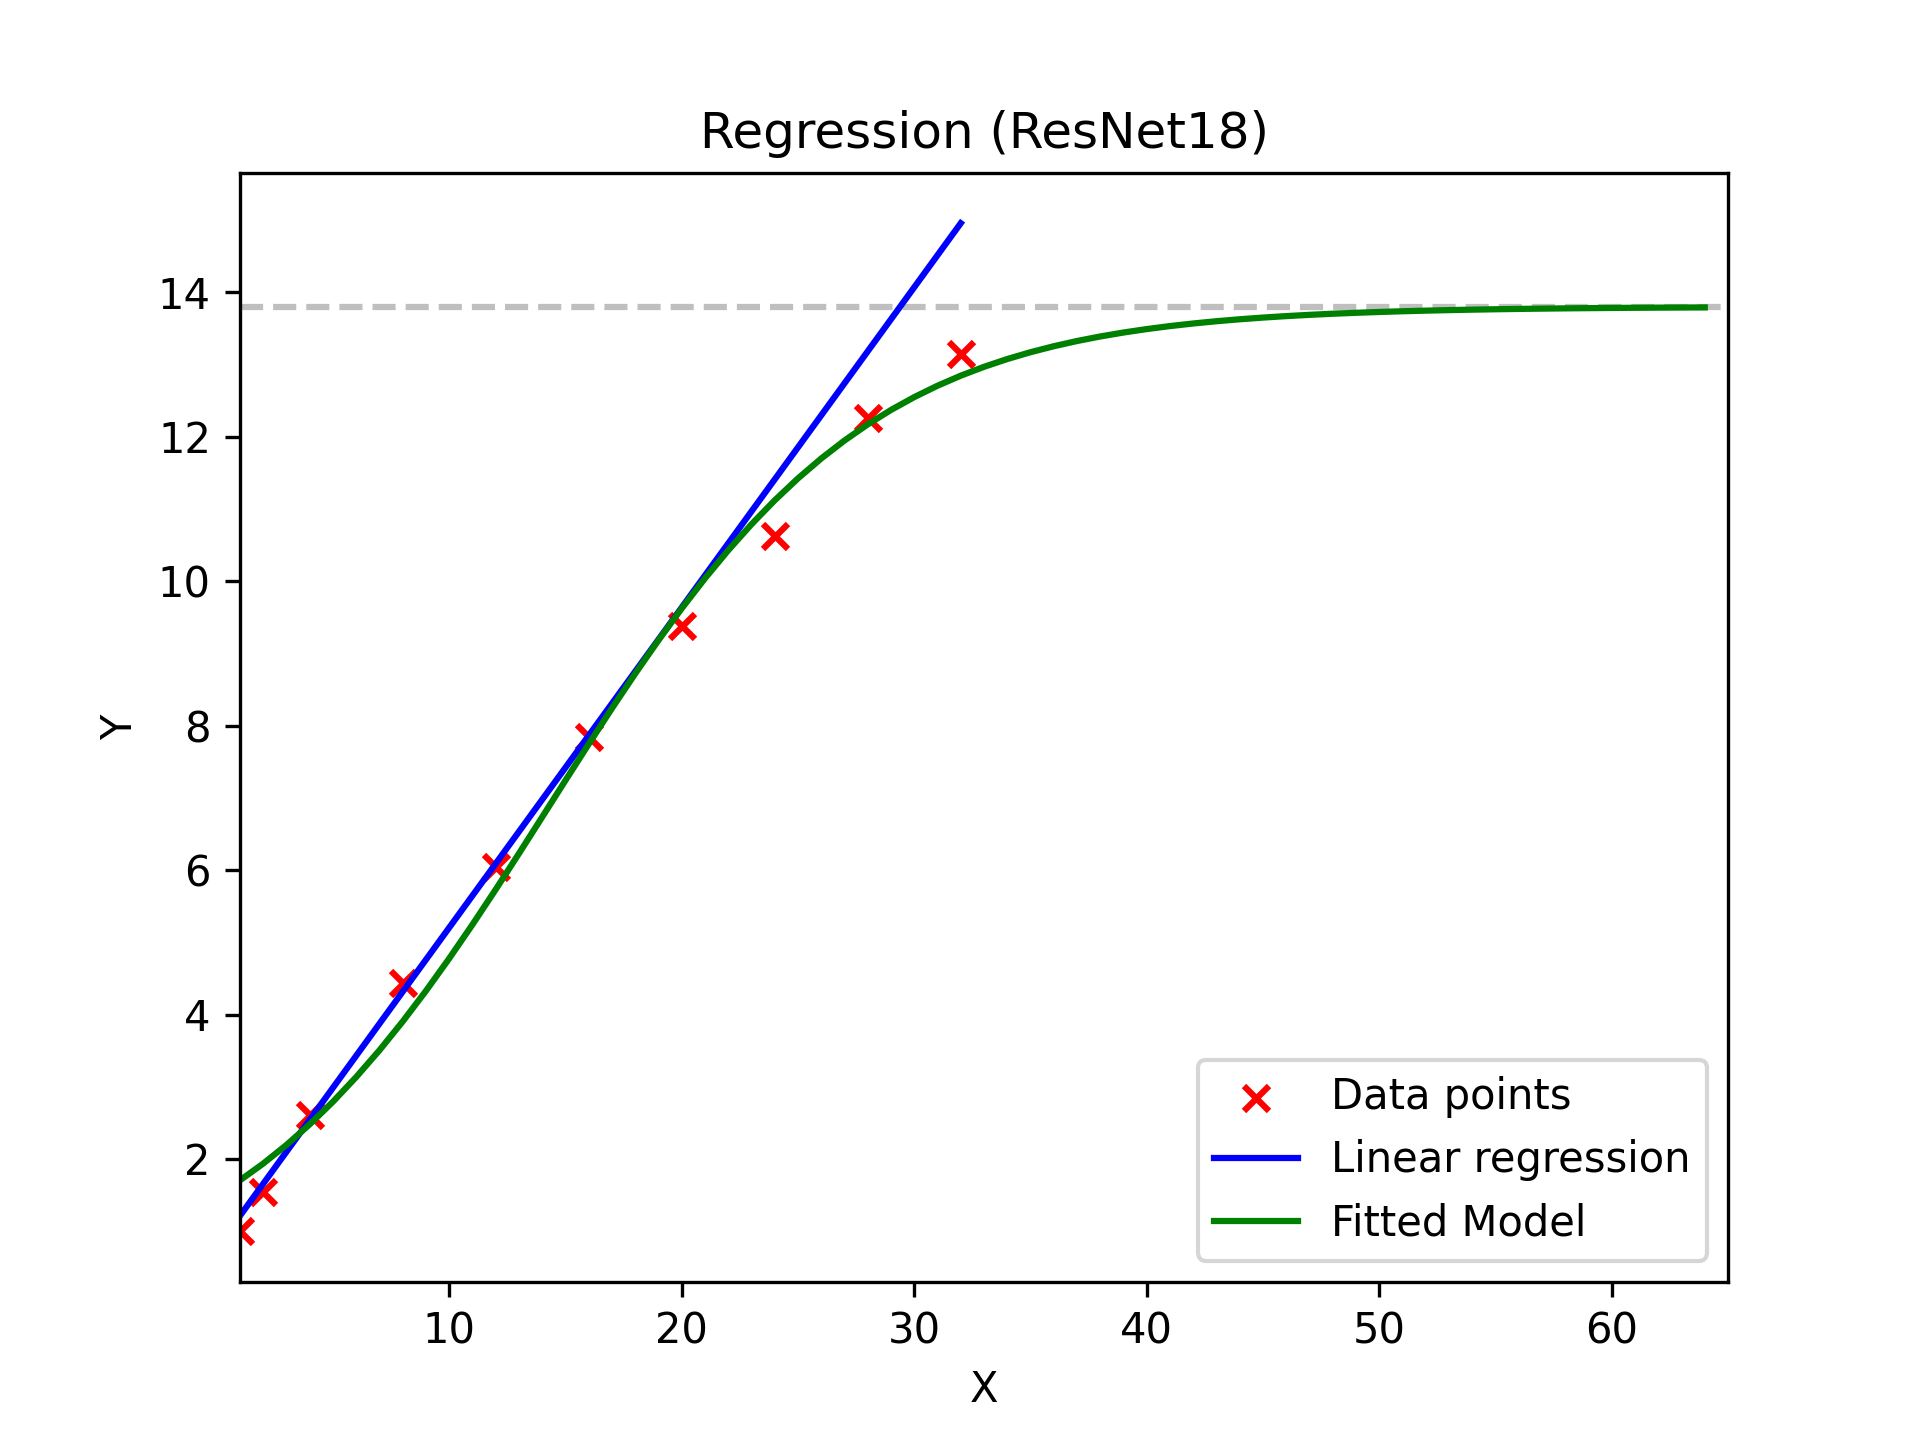 Regression (ResNet18)
14
12
10
8
6
4
2
Y
10 20 30 40 50 60
X
Data points
Linear regression
Fitted Model